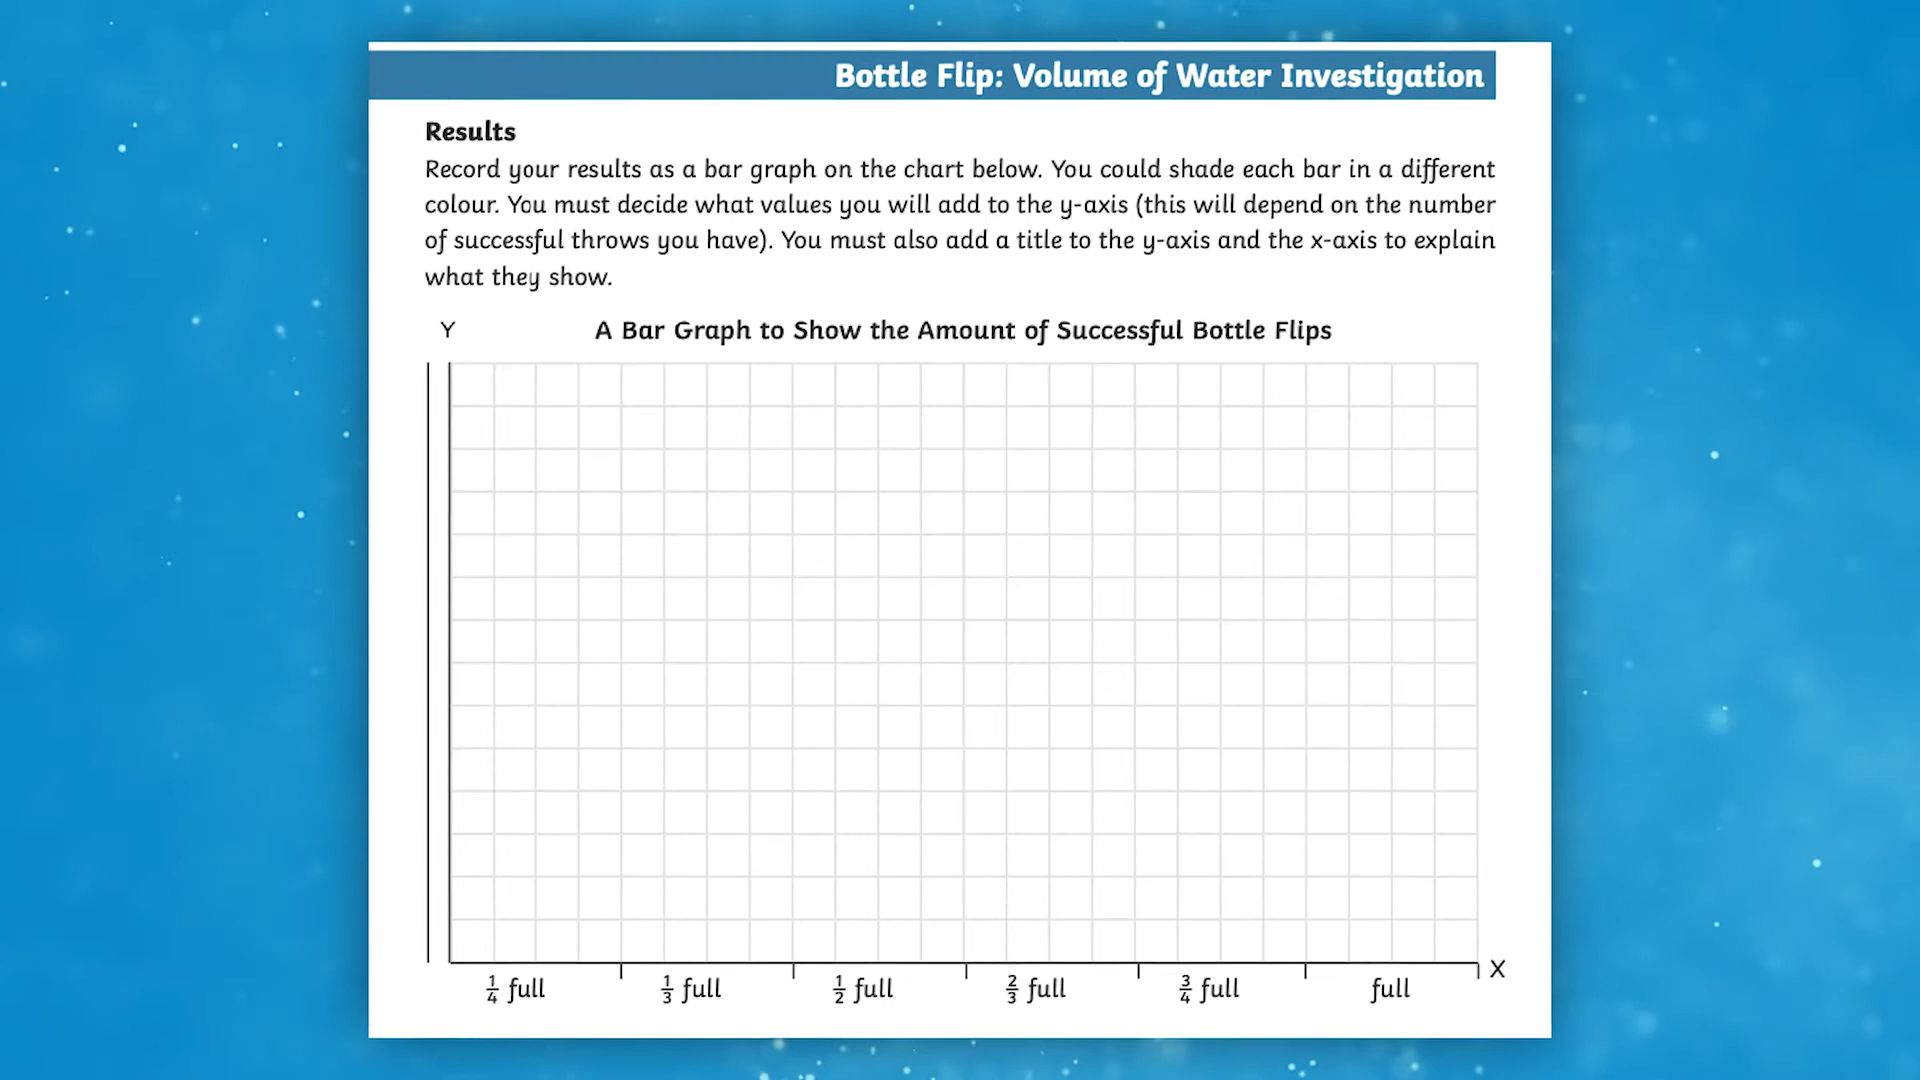 Bottle Flip: Volume of Water Investigation
Results
Record your results as a bar graph on the chart below. You could shade each bar in a different
colour. You must decide what values you will add to the y-axis (this will depend on the number
of successful throws you have). You must also add a title to the y-axis and the x-axis to explain
what they show.
Y
A Bar Graph to Show the Amount of Successful Bottle Flips
X
1/4 full
1/3 full
1/2 full
2/3 full
3/4 full
full